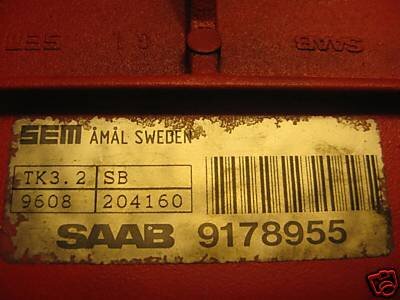 SEM ÅMÅL SWEDEN
TK3.2 SB
9608 204160
SAAB 9178955